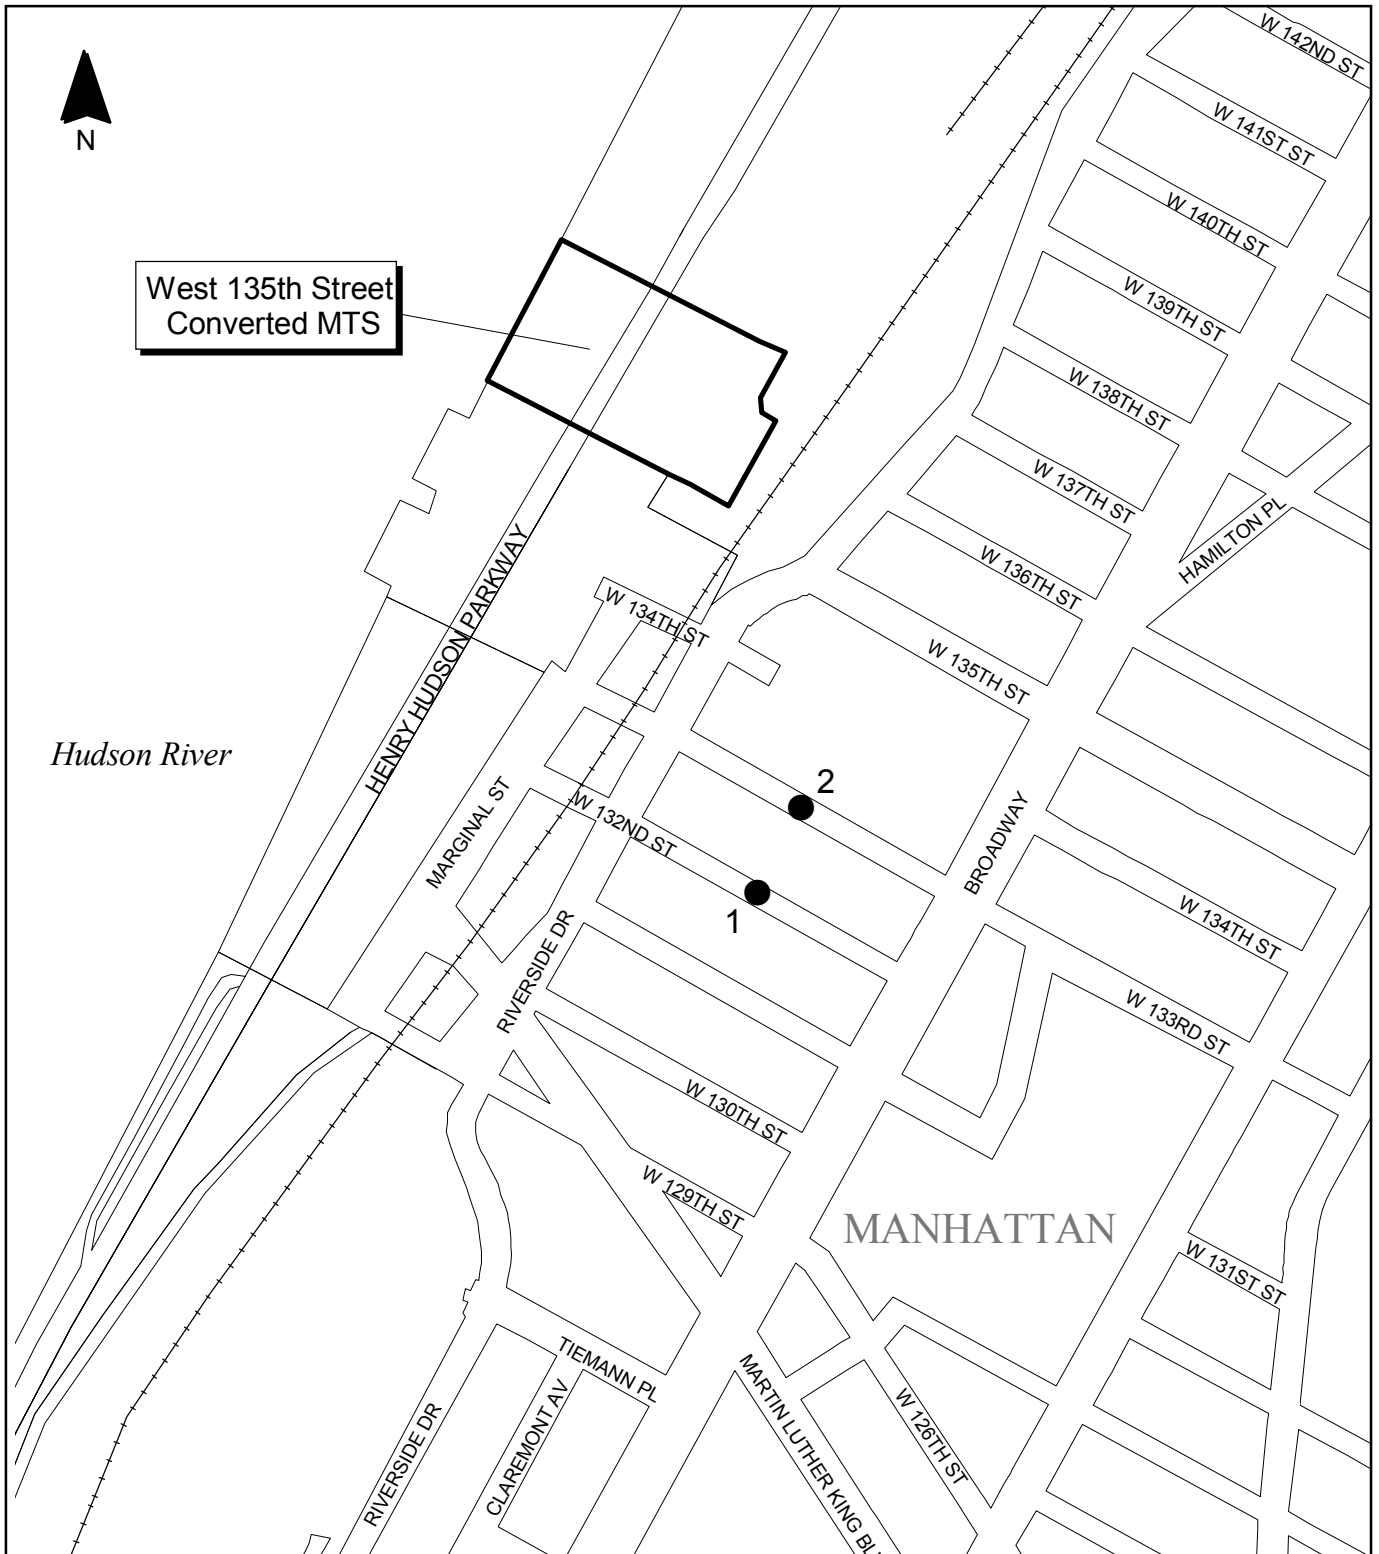 W 142ND ST
N
W 141ST ST
W 140TH ST
West 135th Street
Converted MTS
W 139TH ST
W 138TH ST
W 137TH ST
HAMILTON PL
W 136TH ST
HENRY HUDSON PARKWAY
W 134TH ST
W 135TH ST
Hudson River
2
MARGINAL ST
W 132ND ST
BROADWAY
1
W 134TH ST
RIVERSIDE DR
W 133RD ST
W 130TH ST
W 129TH ST
MANHATTAN
W 131ST ST
TIEMANN PL
MARTIN LUTHER KING BL
W 126TH ST
CLAREMONT AV
RIVERSIDE DR